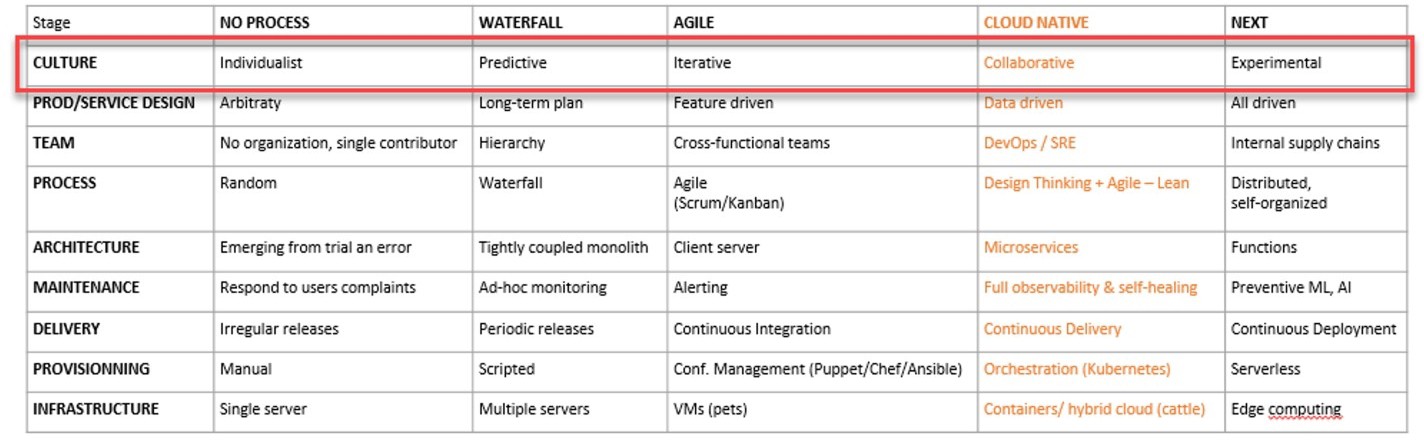 Stage NO PROCESS WATERFALL AGILE CLOUD NATIVE NEXT
CULTURE Individualist Predictive Iterative Collaborative Experimental
PROD/SERVICE DESIGN Arbitraty Long-term plan Feature driven Data driven All driven
TEAM No organization, single contributor Hierarchy Cross-functional teams DevOps / SRE Internal supply chains
PROCESS Random Waterfall Agile Design Thinking + Agile – Lean Distributed,
(Scrum/Kanban) self-organized
ARCHITECTURE Emerging from trial an error Tightly coupled monolith Client server Microservices Functions
MAINTENANCE Respond to users complaints Ad-hoc monitoring Alerting Full observability & self-healing Preventive ML, AI
DELIVERY Irregular releases Periodic releases Continuous Integration Continuous Delivery Continuous Deployment
PROVISIONNING Manual Scripted Conf. Management (Puppet/Chef/Ansible) Orchestration (Kubernetes) Serverless
INFRASTRUCTURE Single server Multiple servers VMs (pets) Containers/ hybrid cloud (cattle) Edge computing